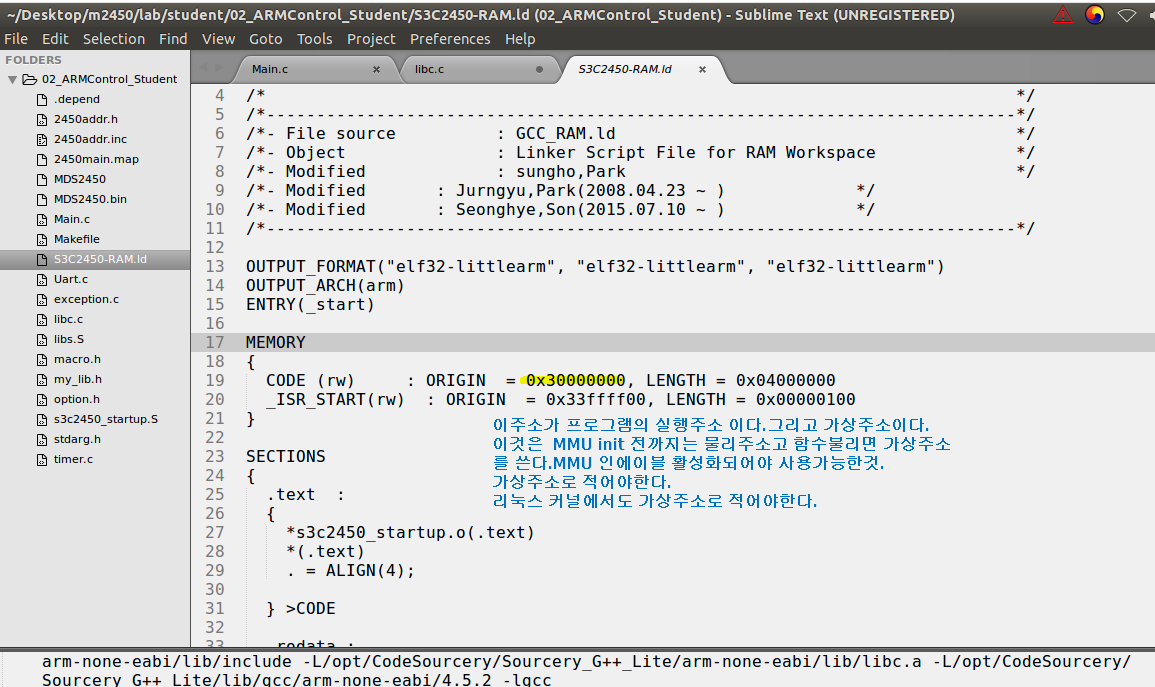 ~/Desktop/m2450/lab/student/02_ARMControl_Student/S3C2450-RAM.ld (02_ARMControl_Student) - Sublime Text (UNREGISTERED)
File Edit Selection Find View Goto Tools Project Preferences Help
FOLDERS
02_ARMControl_Student
.depend
2450addr.h
2450addr.inc
2450main.map
MDS2450
MDS2450.bin
Main.c
Makefile
S3C2450-RAM.ld
Uart.c
exception.c
libc.c
libs.S
macro.h
my_lib.h
option.h
s3c2450_startup.S
stdarg.h
timer.c
Main.c × libc.c S3C2450-RAM.ld ×
4 /* */
5 /*---------------------------------------------------------------------------*/
6 /*- File source : GCC_RAM.ld */
7 /*- Object : Linker Script File for RAM Workspace */
8 /*- Modified : sungho,Park */
9 /*- Modified : Jurngyu,Park(2008.04.23 ~ ) */
10 /*- Modified : Seonghye,Son(2015.07.10 ~ ) */
11 /*---------------------------------------------------------------------------*/
12
13 OUTPUT_FORMAT("elf32-littlearm", "elf32-littlearm", "elf32-littlearm")
14 OUTPUT_ARCH(arm)
15 ENTRY(_start)
16
17 MEMORY
18 {
19 CODE (rw) : ORIGIN = 0x30000000, LENGTH = 0x04000000
20 _ISR_START(rw) : ORIGIN = 0x33ffff00, LENGTH = 0x00000100
21 }
이주소가 프로그램의 실행주소 이다.그리고 가상주소이다.
22
이것은 MMU init 전까지는 물리주소고 함수불리면 가상주소
23 SECTIONS
를 쓴다.MMU 인에이블 활성화되어야 사용가능한것.
24 {
가상주소로 적어야한다.
25 .text :
리눅스 커널에서도 가상주소로 적어야한다.
26 {
27 *s3c2450_startup.o(.text)
28 *(.text)
29 . = ALIGN(4);
30
31 } >CODE
32
33 .rodata :
arm-none-eabi/lib/include -L/opt/CodeSourcery/Sourcery_G++_Lite/arm-none-eabi/lib/libc.a -L/opt/CodeSourcery/
Sourcery_G++_Lite/lib/gcc/arm-none-eabi/4.5.2 -lgcc